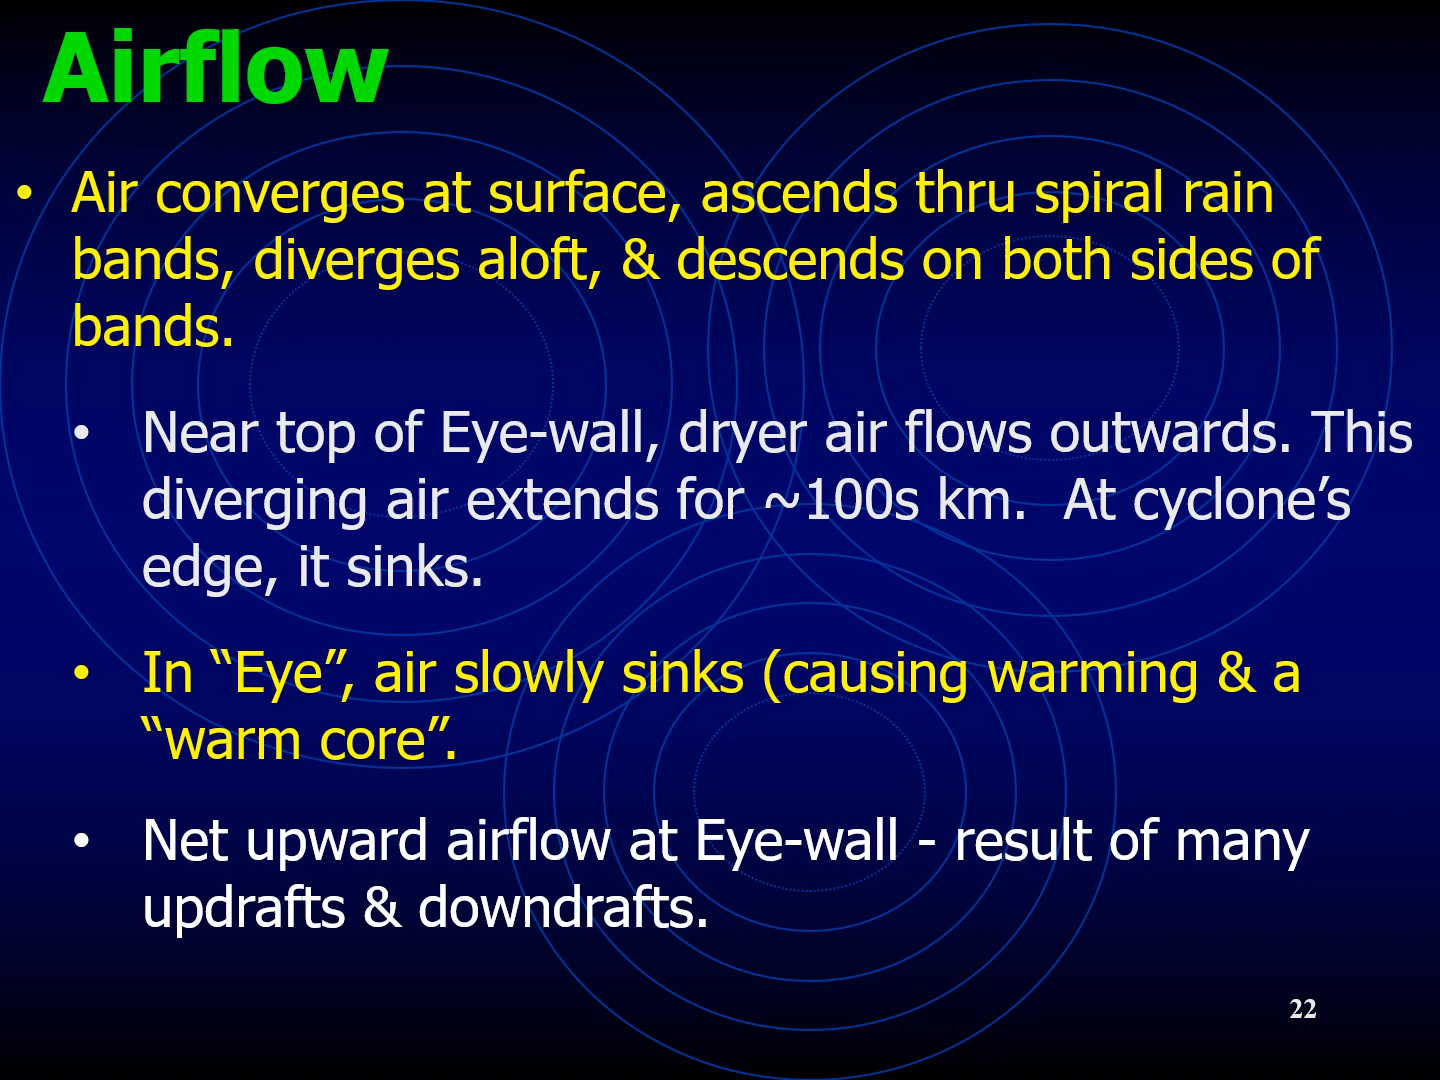 Airflow
• Air converges at surface, ascends thru spiral rain
bands, diverges aloft, & descends on both sides of
bands.
• Near top of Eye-wall, dryer air flows outwards. This
diverging air extends for ~100s km.  At cyclone’s
edge, it sinks.
• In “Eye”, air slowly sinks (causing warming & a
“warm core”.
• Net upward airflow at Eye-wall - result of many
updrafts & downdrafts.
22